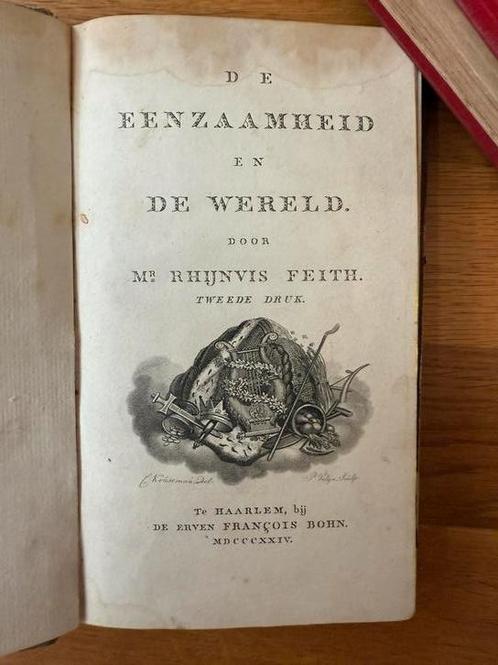 DE
EENZAAMHEID
EN
DE WERELD.
DOOR
MR RHIJNVIS FEITH.
TWEEDE DRUK.
Te HAARLEM, bij
DE ERVEN FRANÇOIS BOHN.
MDCCCXXIV.